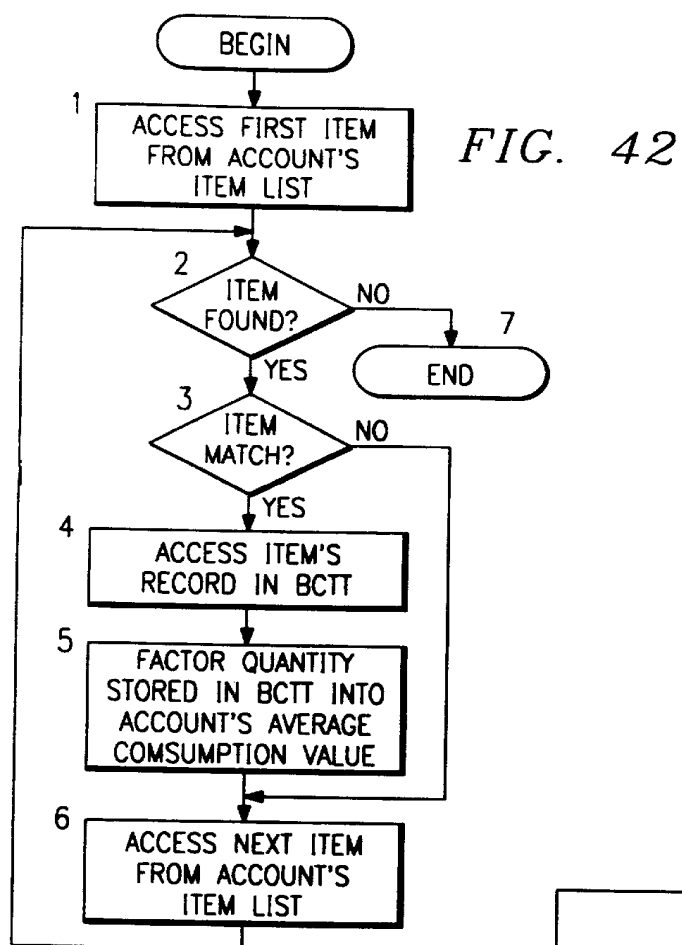 BEGIN
1
ACCESS FIRST ITEM
FROM ACCOUNT'S
ITEM LIST
FIG. 42
2
ITEM
FOUND?
NO
7
END
YES
3
ITEM
MATCH?
NO
YES
4
ACCESS ITEM'S
RECORD IN BCTT
5
FACTOR QUANTITY
STORED IN BCTT INTO
ACCOUNT'S AVERAGE
COMSUMPTION VALUE
6
ACCESS NEXT ITEM
FROM ACCOUNT'S
ITEM LIST